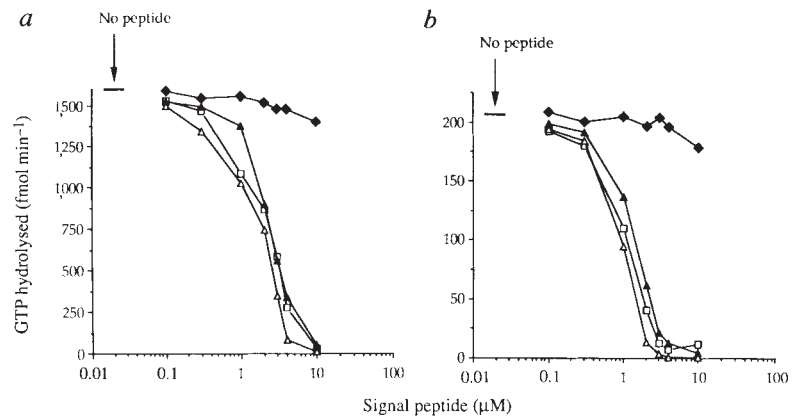 a
No peptide
b
No peptide
GTP hydrolysed (fmol min⁻¹)
1,500
1,250
1000
750
500
250
0
0.01 0.1 1 10 100
200
150
100
50
0
0.01 0.1 1 10 100
Signal peptide (μM)